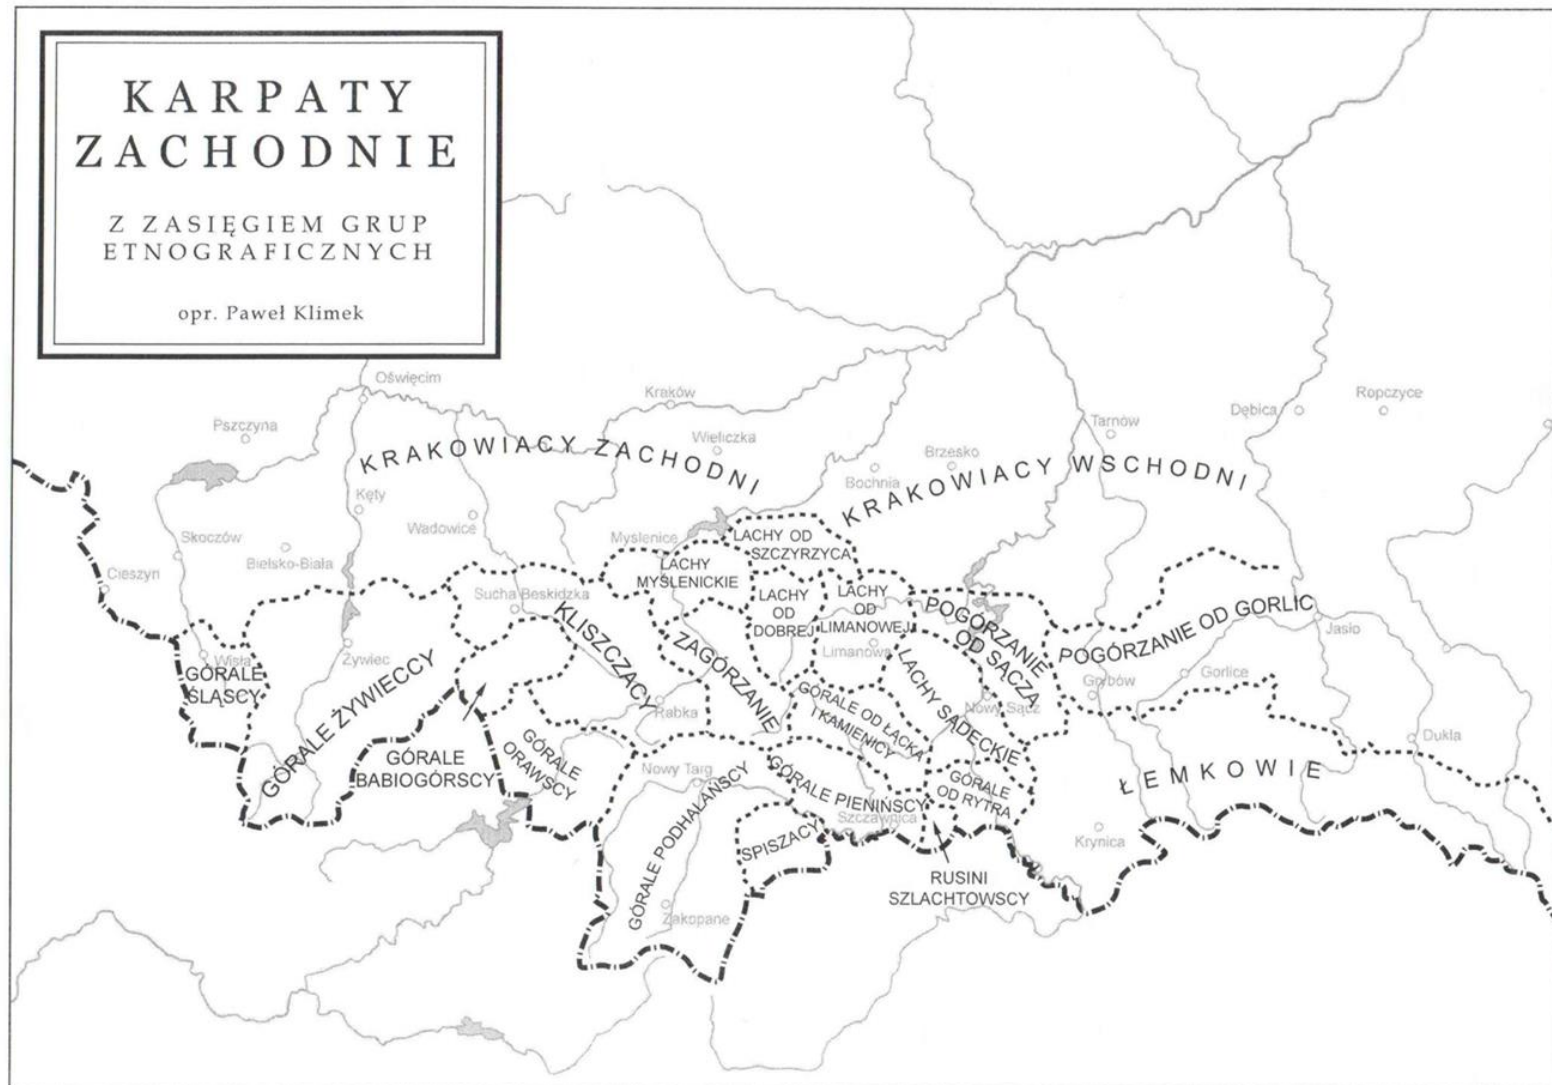 KARPATY
ZACHODNIE
Z ZASIĘGIEM GRUP
ETNOGRAFICZNYCH
opr. Paweł Klimek
Oświęcim
Pszczyna
Kraków
Wieliczka
Ropczyce
Dębica
Tarnów
Brzesko
Bochnia
KRAKOWIACY ZACHODNI
KRAKOWIACY WSCHODNI
Kęty
Wadowice
Skoczów
Bielsko-Biała
Cieszyn
Myślenice
LACHY OD
SZCZYRZYCA
LACHY
MYŚLENICKIE
Sucha Beskidzka
LACHY
OD
DOBREJ
LACHY
OD
LIMANOWEJ
Limanowa
POGÓRZANIE
OD SĄCZA
POGÓRZANIE OD GORLIC
Jasło
KLISZCZACY
ZAGÓRZANIE
Wisła
GÓRALE
ŚLĄSCY
Żywiec
GÓRALE ŻYWIECCY
LACHY SĄDECKIE
Nowy Sącz
Grybów
Gorlice
Rabka
GÓRALE OD ŁĄCKA
I KAMIENICY
Dukla
GÓRALE
BABIOGÓRSCY
GÓRALE
ORAWSCY
Nowy Targ
GÓRALE PODHALAŃSCY
GÓRALE PIENIŃSCY
Szczawnica
GÓRALE
OD RYTRA
ŁEMKOWIE
Krynica
SPISZACY
RUSINI
SZLACHTOWSCY
Zakopane